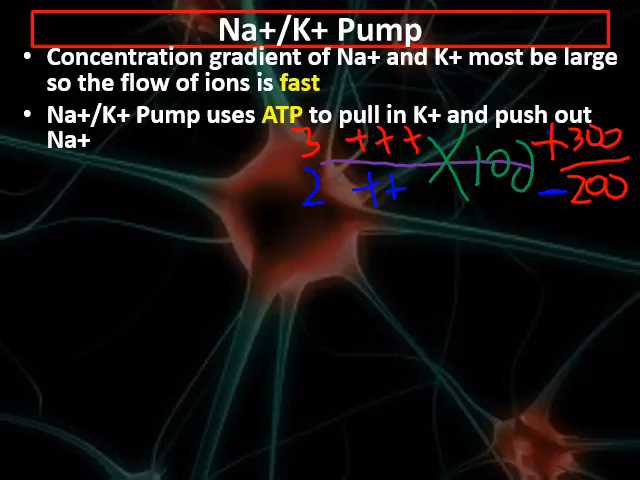 Na+/K+ Pump
• Concentration gradient of Na+ and K+ most be large
so the flow of ions is fast
• Na+/K+ Pump uses ATP to pull in K+ and push out
Na+
3 +++ X100 + 300
2 ++ - 200